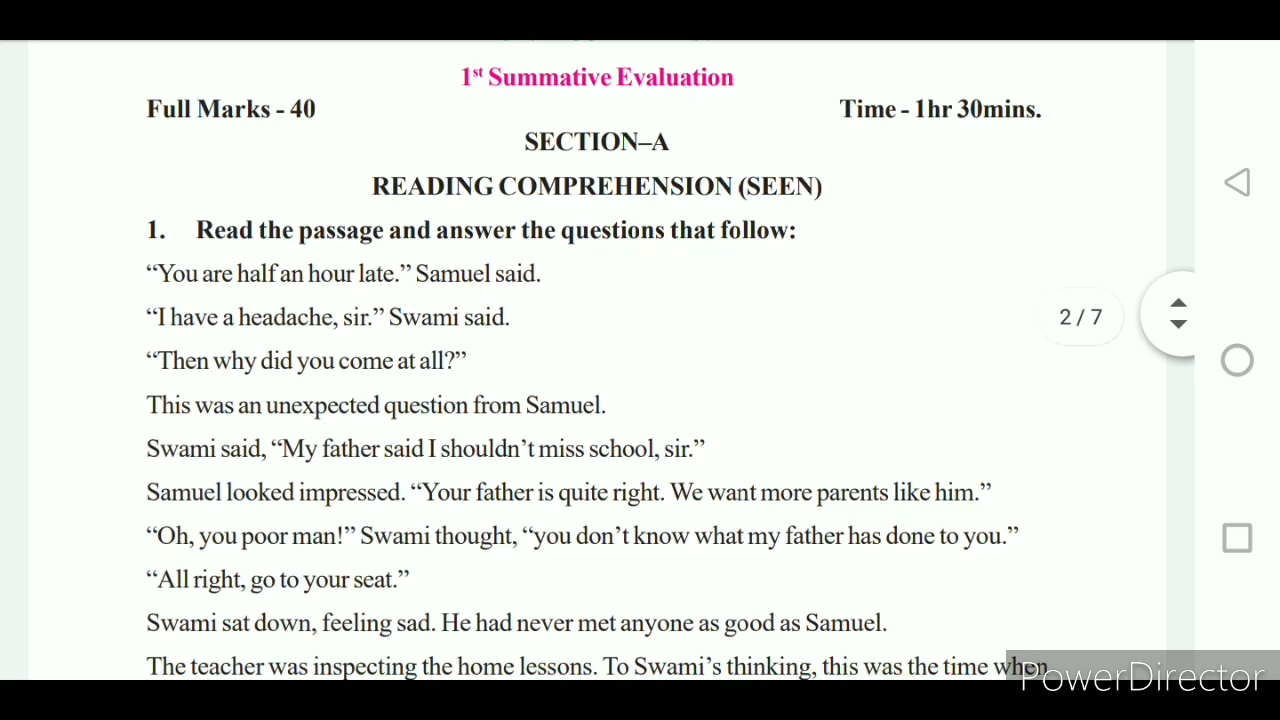 1st Summative Evaluation
Full Marks - 40 Time - 1hr 30mins.
SECTION–A
READING COMPREHENSION (SEEN)
1. Read the passage and answer the questions that follow:
“You are half an hour late.” Samuel said.
“I have a headache, sir.” Swami said.
“Then why did you come at all?”
2 / 7
This was an unexpected question from Samuel.
Swami said, “My father said I shouldn’t miss school, sir.”
Samuel looked impressed. “Your father is quite right. We want more parents like him.”
“Oh, you poor man!” Swami thought, “you don’t know what my father has done to you.”
“All right, go to your seat.”
Swami sat down, feeling sad. He had never met anyone as good as Samuel.
The teacher was inspecting the home lessons. To Swami’s thinking, this was the time when
PowerDirector